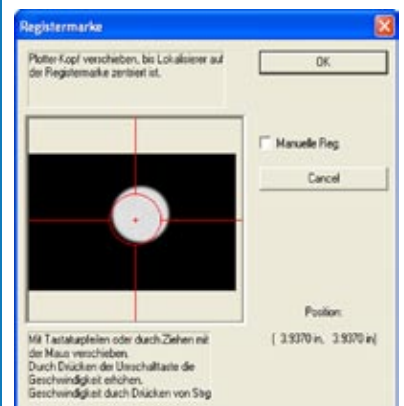 Registermarke
Plotter-Kopf verschieben, bis Lokalisierer auf
der Registermarke zentriert ist.
OK
Manuelle Reg.
Cancel
Position:
( 3.9370 in, 3.9370 in)
Mit Tastaturpfeilen oder durch Ziehen mit
der Maus verschieben.
Durch Drücken der Umschalttaste die
Geschwindigkeit erhöhen.
Geschwindigkeit durch Drücken von Strg